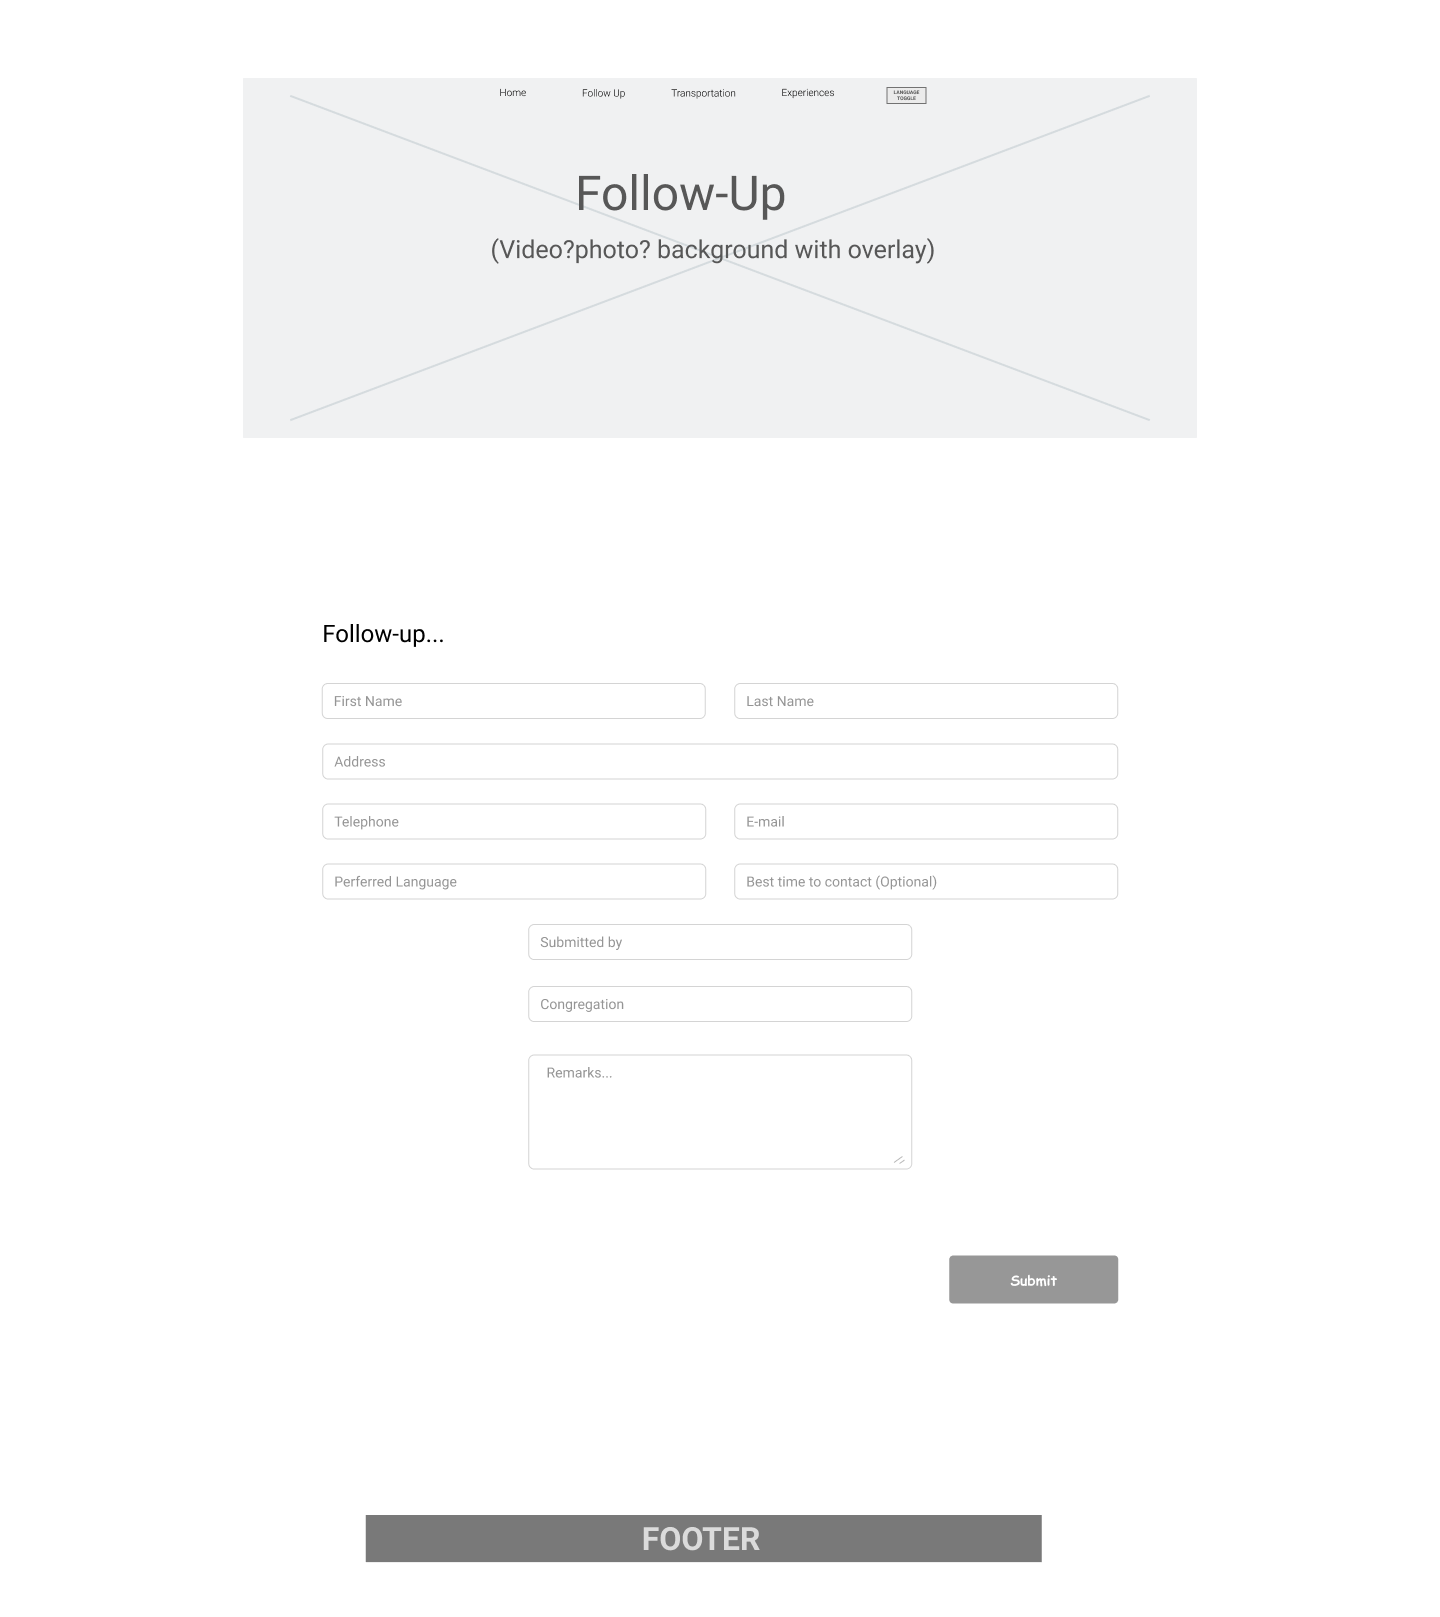 Home Follow Up Transportation Experiences LANGUAGE
TOGGLE
Follow-Up
(Video?photo? background with overlay)
Follow-up...
First Name Last Name
Address
Telephone E-mail
Perferred Language Best time to contact (Optional)
Submitted by
Congregation
Remarks...
Submit
FOOTER